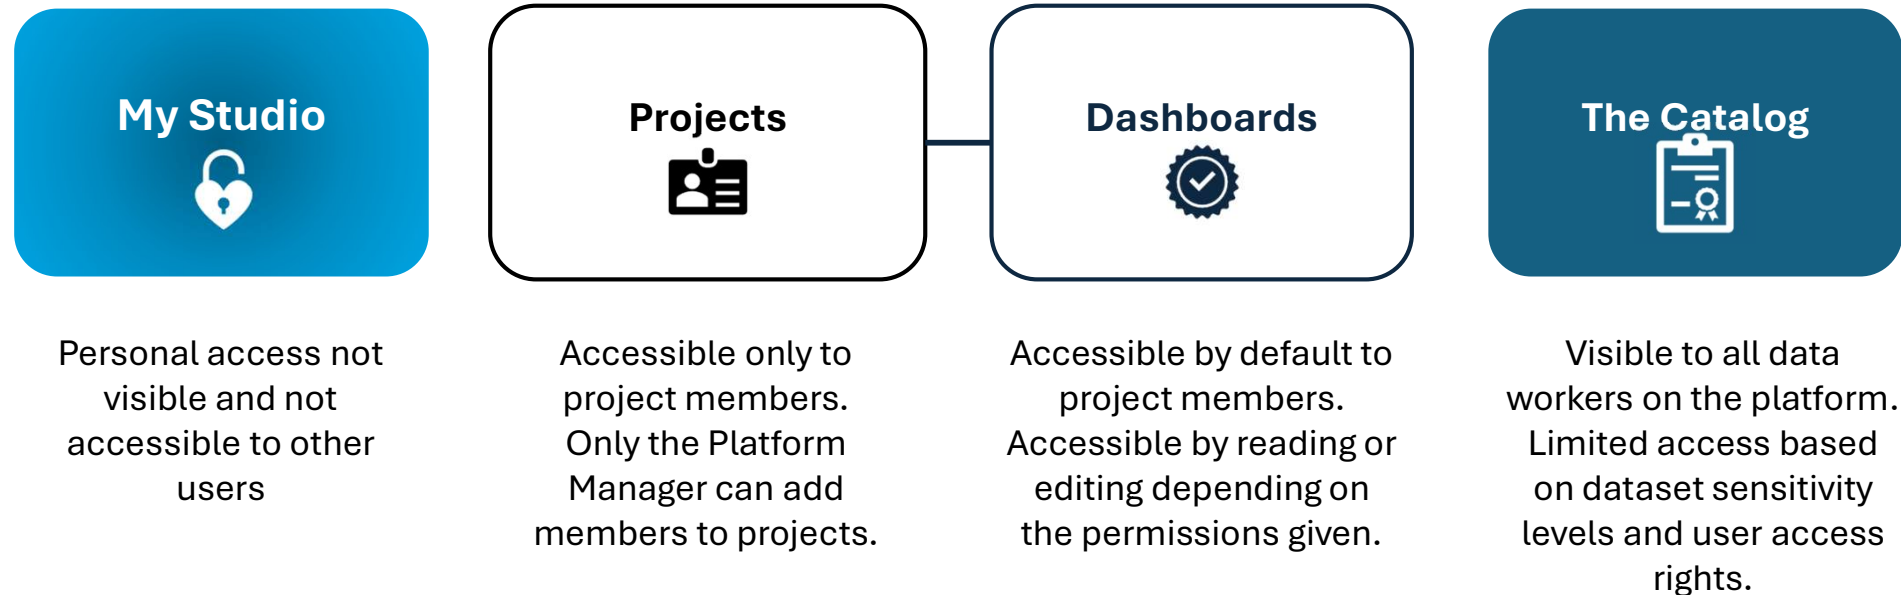 My Studio
Personal access not
visible and not
accessible to other
users
Projects
Accessible only to
project members.
Only the Platform
Manager can add
members to projects.
Dashboards
Accessible by default to
project members.
Accessible by reading or
editing depending on
the permissions given.
The Catalog
Visible to all data
workers on the platform.
Limited access based
on dataset sensitivity
levels and user access
rights.